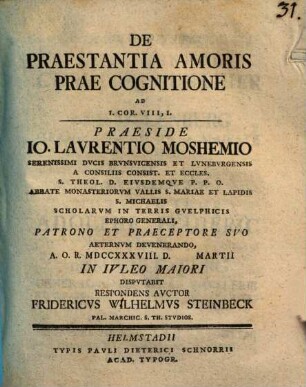 31.
DE
PRAESTANTIA AMORIS
PRAE COGNITIONE
AD
I. COR. VIII, I.
PRAESIDE
IO. LAVRENTIO MOSHEMIO
SERENISSIMI DVCIS BRVNSVICENSIS ET LVNEBVRGENSIS
A CONSILIIS CONSIST. ET ECCLES.
S. THEOL. D. EIVSDEMQVE P. P. O.
ABBATE MONASTERIORVM VALLIS S. MARIAE ET LAPIDIS
S. MICHAELIS
SCHOLARVM IN TERRIS GVELPHICIS
EPHORO GENERALI,
PATRONO ET PRAECEPTORE SVO
AETERNVM DEVENERANDO,
A. O. R. MDCCXXXVIII D. MARTII
IN IVLEO MAIORI
DISPVTABIT
RESPONDENS AVCTOR
FRIDERICVS WILHELMVS STEINBECK
PAL. MARCHIC. S. TH. STVDIOS.
HELMSTADII
TYPIS PAVLI DIETERICI SCHNORRII
ACAD. TYPOGR.